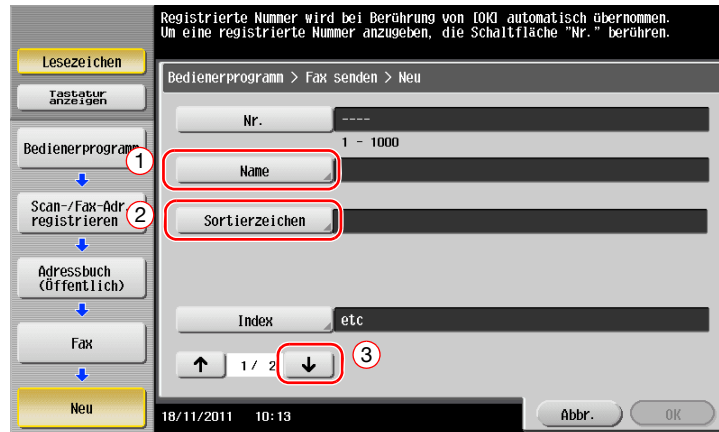 Registrierte Nummer wird bei Berührung von [OK] automatisch übernommen.
Um eine registrierte Nummer anzugeben, die Schaltfläche "Nr." berühren.
Lesezeichen
Tastatur
anzeigen
Bedienerprogramm
Scan-/Fax-Adr.
registrieren
Adressbuch
(Öffentlich)
Fax
Neu
Bedienerprogramm > Fax senden > Neu
Nr.
----
1 - 1000
1
Name
2
Sortierzeichen
Index
etc
↑ 1/ 2 ↓
3
18/11/2011 10:13
Abbr.
OK